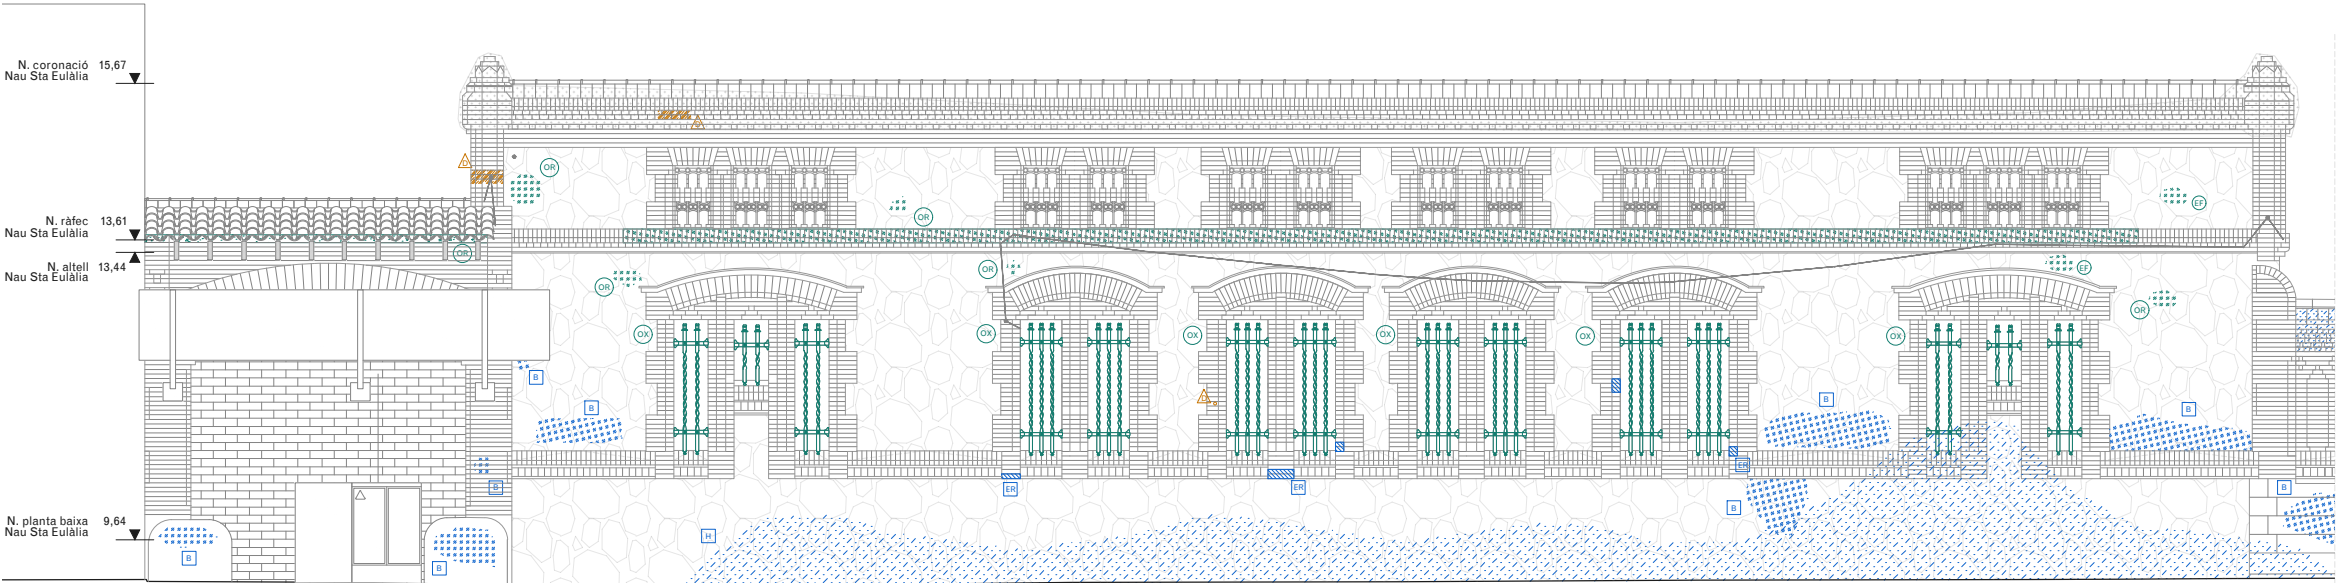 N. coronació 15,67
Nau Sta Eulàlia
D
D
OR
OR
EF
N. ràfec 13,61
Nau Sta Eulàlia
OR
N. altell 13,44
Nau Sta Eulàlia
OR
EF
OR
OR
OX
OX
OX
OX
OX
OX
B
D
B
B
B
ER
B
ER
ER
B
B
H
N. planta baixa 9,64
Nau Sta Eulàlia
B
B